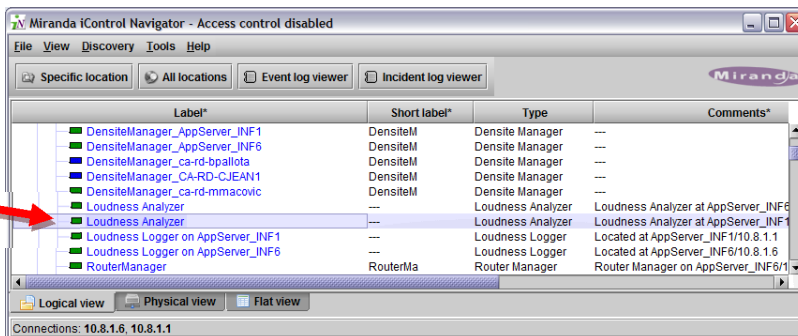 Miranda iControl Navigator - Access control disabled
File View Discovery Tools Help
Specific location All locations Event log viewer Incident log viewer Miranda
Label* Short label* Type Comments*
DensiteManager_AppServer_INF1 DensiteM Densite Manager ---
DensiteManager_AppServer_INF6 DensiteM Densite Manager ---
DensiteManager_ca-rd-bpallota DensiteM Densite Manager ---
DensiteManager_CA-RD-CJEAN1 DensiteM Densite Manager ---
DensiteManager_ca-rd-mmacovic DensiteM Densite Manager ---
Loudness Analyzer --- Loudness Analyzer Loudness Analyzer at AppServer_INF6
Loudness Analyzer --- Loudness Analyzer Loudness Analyzer at AppServer_INF1
Loudness Logger on AppServer_INF1 --- Loudness Logger Located at AppServer_INF1/10.8.1.1
Loudness Logger on AppServer_INF6 --- Loudness Logger Located at AppServer_INF6/10.8.1.6
RouterManager RouterMa Router Manager Router Manager on AppServer_INF6/1
Logical view Physical view Flat view
Connections: 10.8.1.6, 10.8.1.1